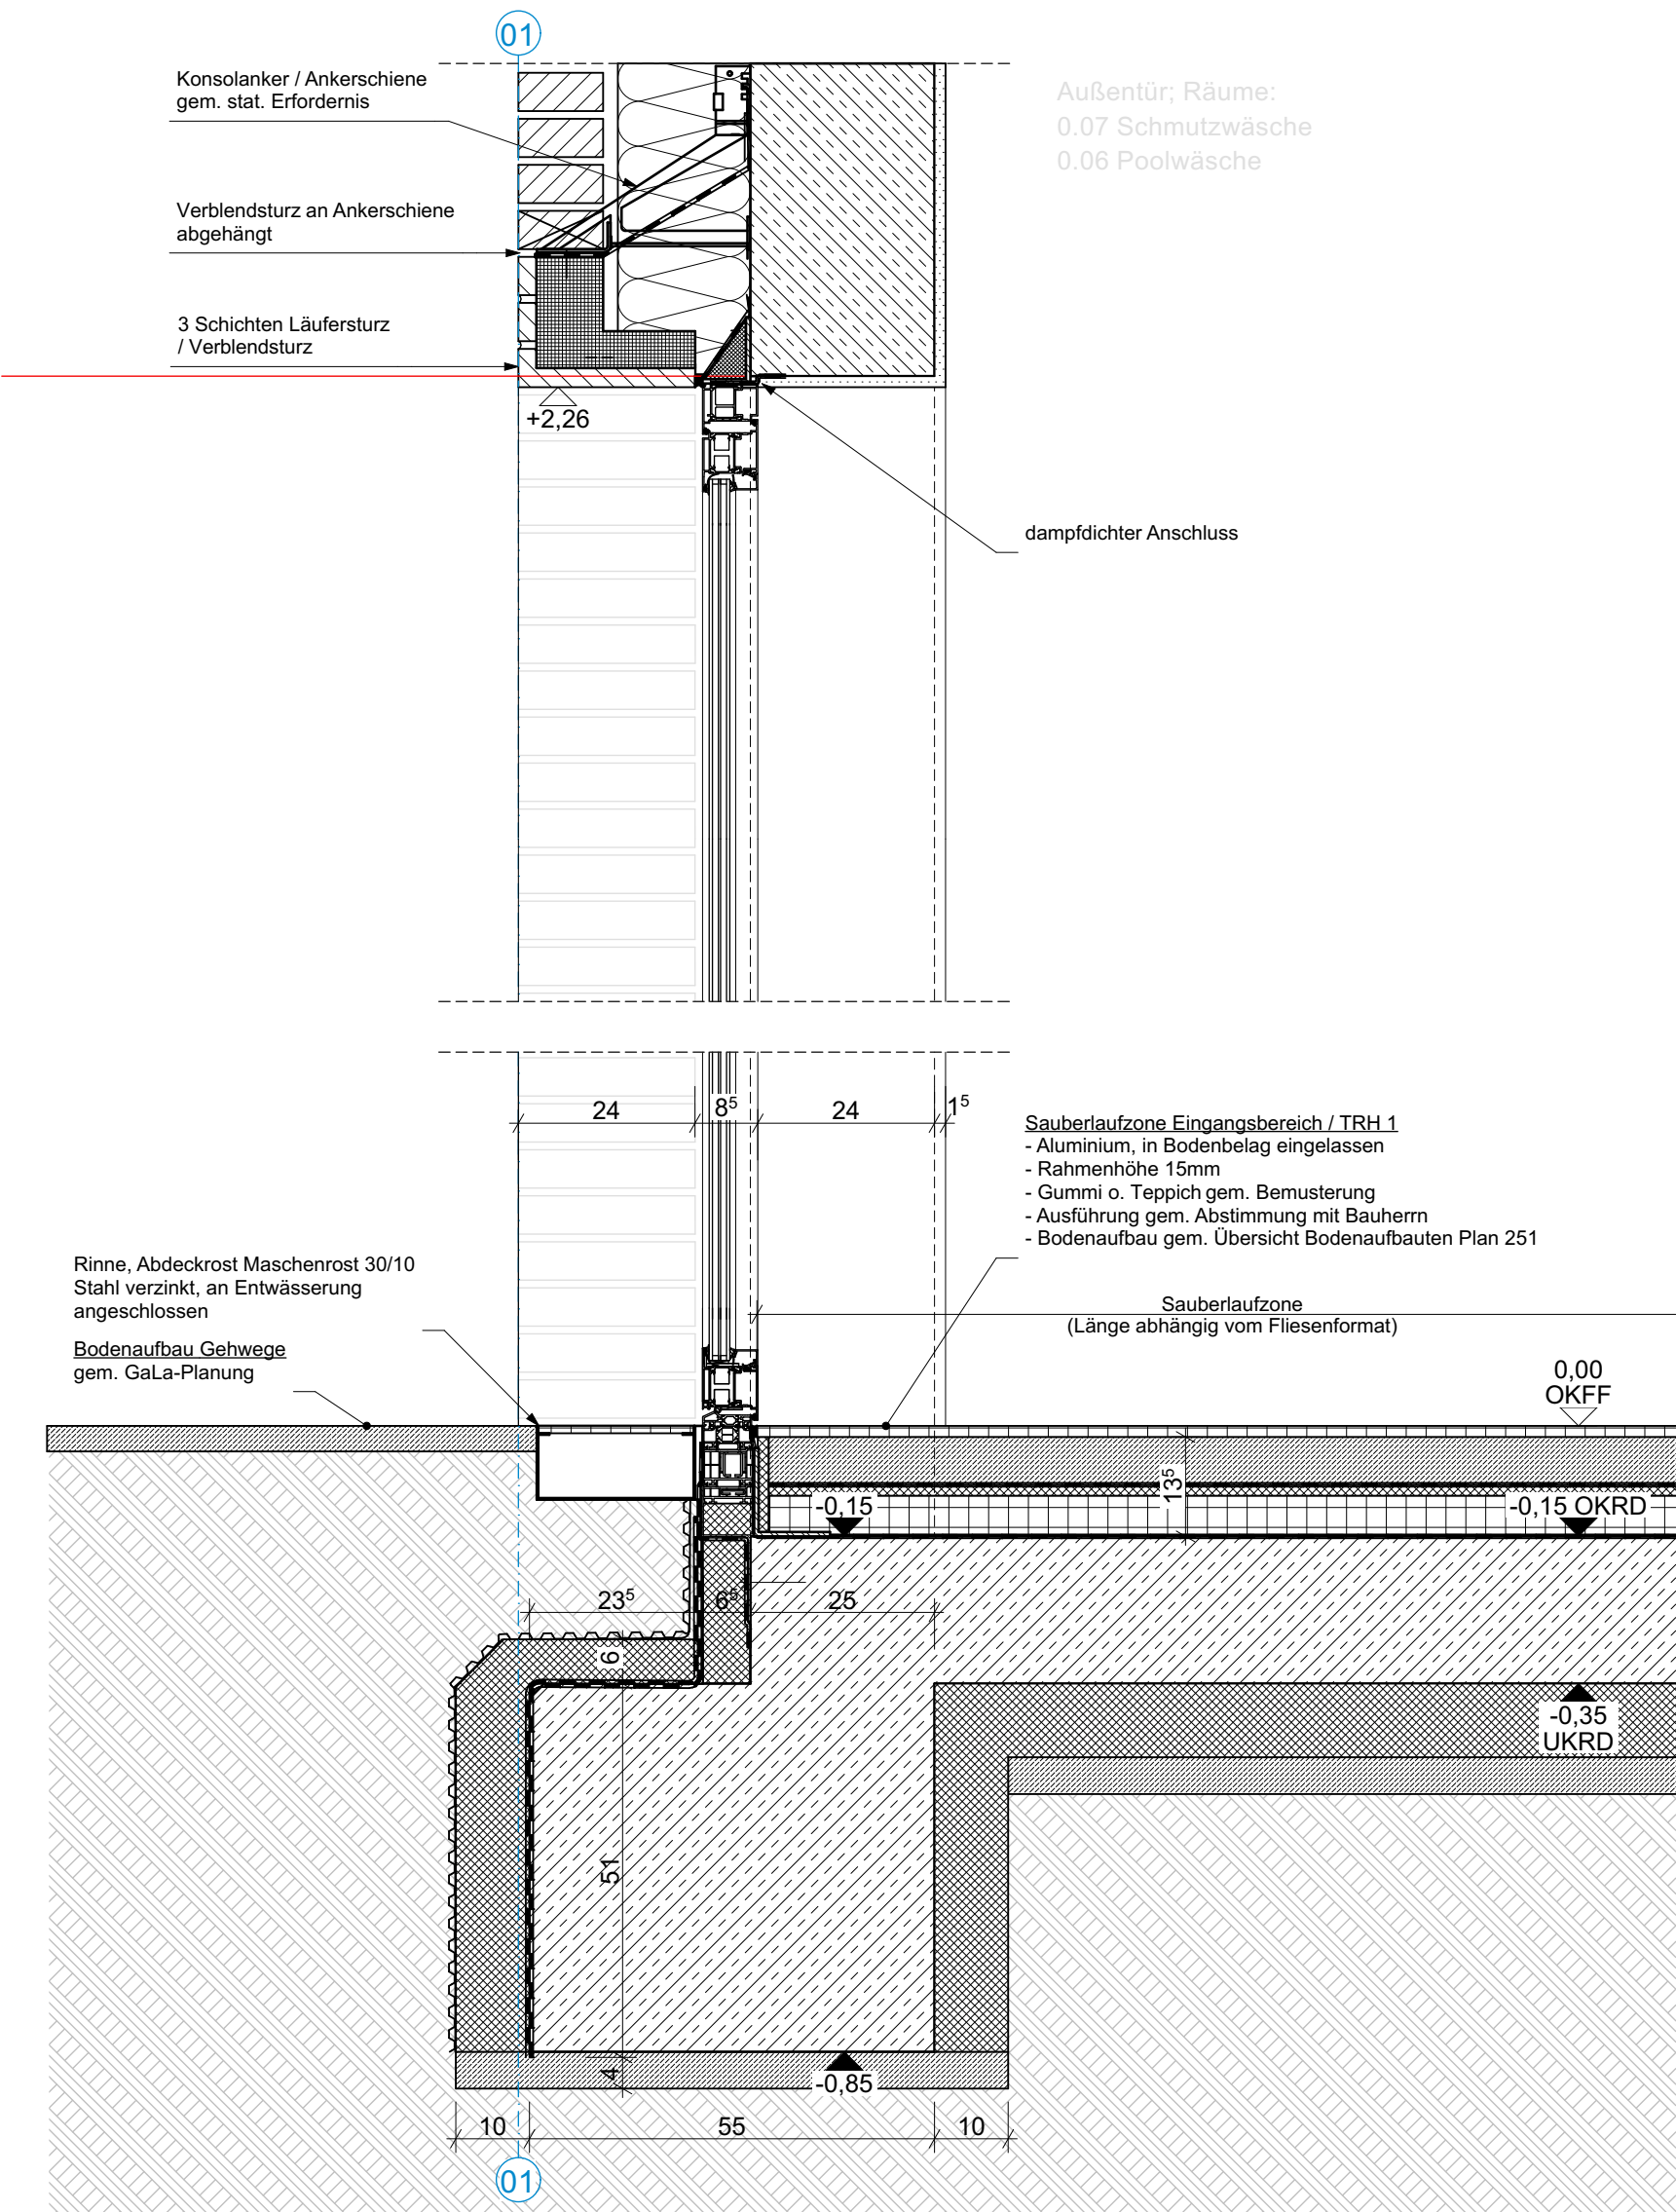 01
Konsolanker / Ankerschiene
gem. stat. Erfordernis
Außentür; Räume:
0.07 Schmutzwäsche
0.06 Poolwäsche
Verblendsturz an Ankerschiene
abgehängt
3 Schichten Läufersturz
/ Verblendsturz
+2,26
dampfdichter Anschluss
24
8⁵
24
1⁵
Sauberlaufzone Eingangsbereich / TRH 1
- Aluminium, in Bodenbelag eingelassen
- Rahmenhöhe 15mm
- Gummi o. Teppich gem. Bemusterung
- Ausführung gem. Abstimmung mit Bauherrn
- Bodenaufbau gem. Übersicht Bodenaufbauten Plan 251
Rinne, Abdeckrost Maschenrost 30/10
Stahl verzinkt, an Entwässerung
angeschlossen
Bodenaufbau Gehwege
gem. GaLa-Planung
Sauberlaufzone
(Länge abhängig vom Fliesenformat)
0,00
OKFF
13⁵
-0,15
-0,15 OKRD
23⁵
6⁵
25
6
-0,35
UKRD
51
4
-0,85
10
55
10
01